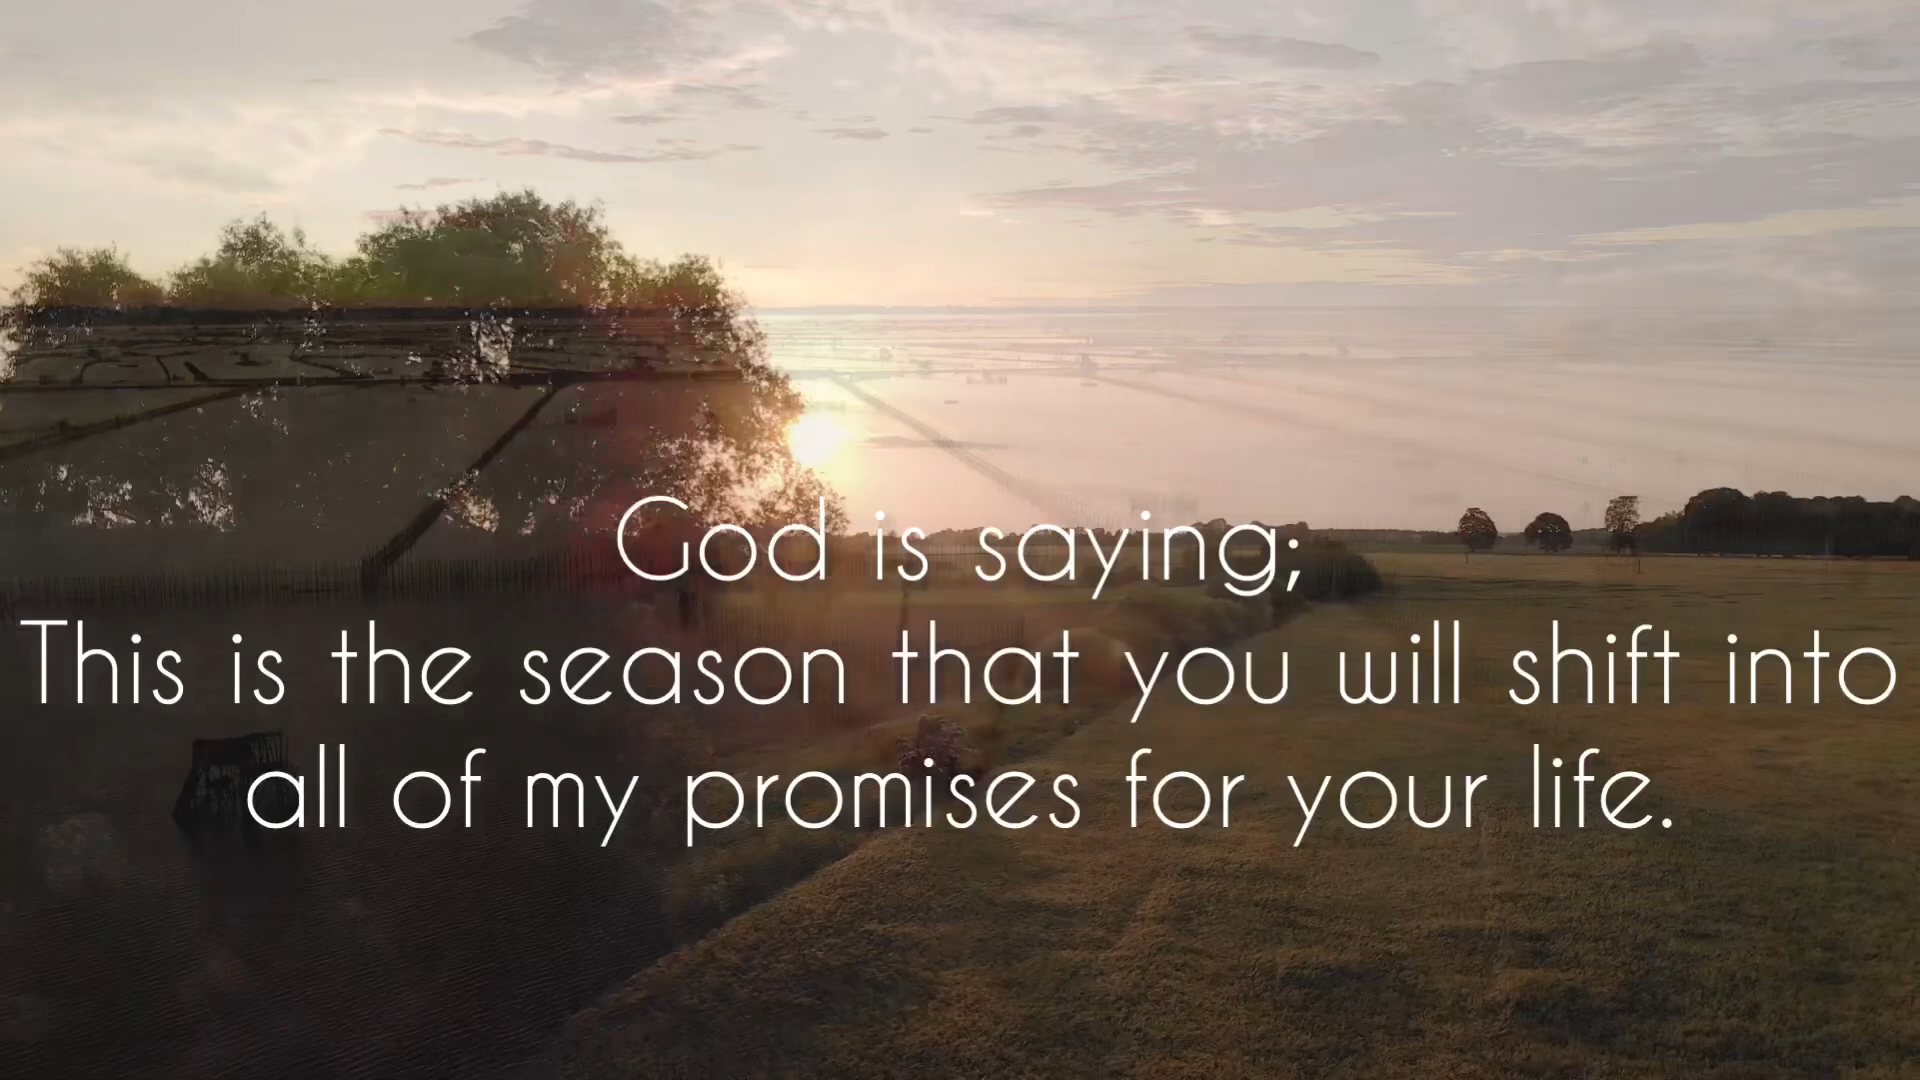 God is saying;
This is the season that you will shift into
all of my promises for your life.